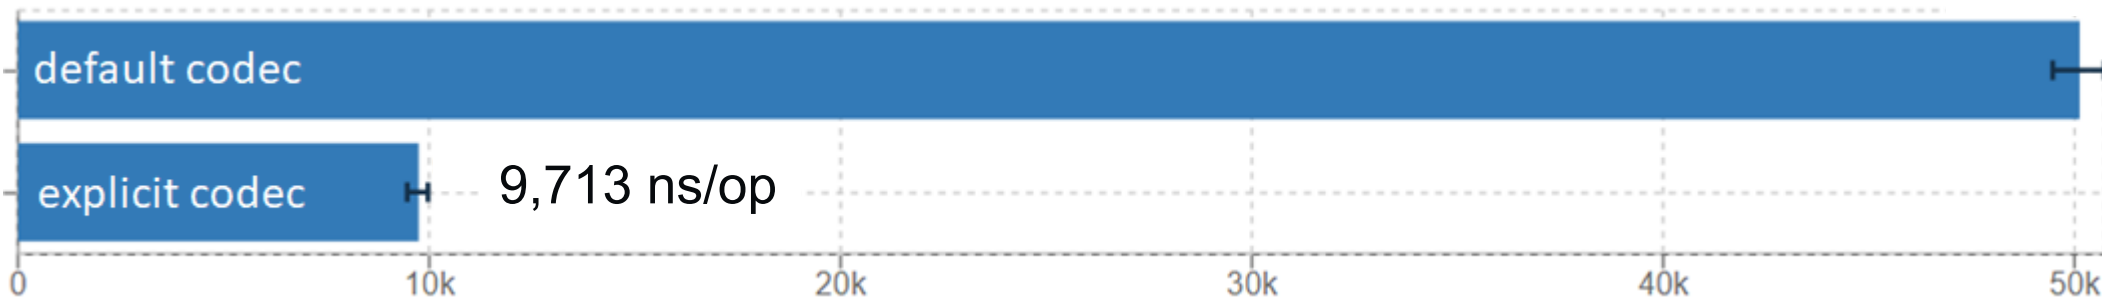 default codec
explicit codec
9,713 ns/op
0 10k 20k 30k 40k 50k